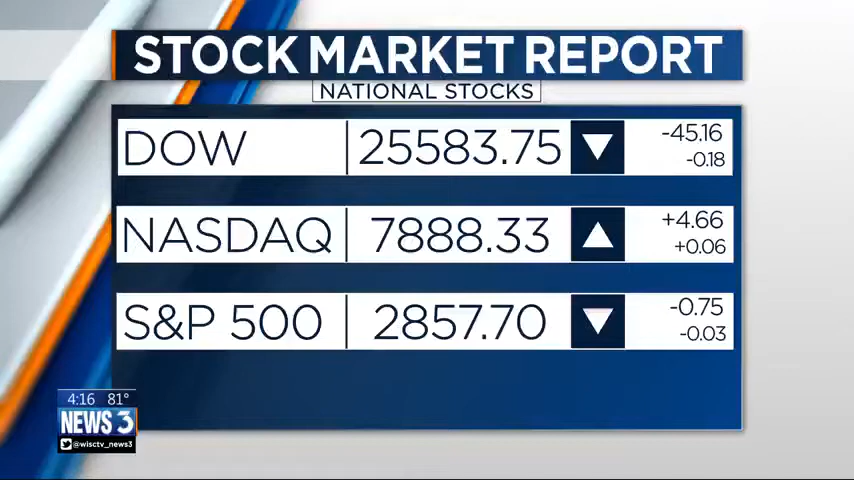 STOCK MARKET REPORT
NATIONAL STOCKS
DOW 25583.75 -45.16
-0.18
NASDAQ 7888.33 +4.66
+0.06
S&P 500 2857.70 -0.75
-0.03
4:16 81°
NEWS 3
@wisctv_news3